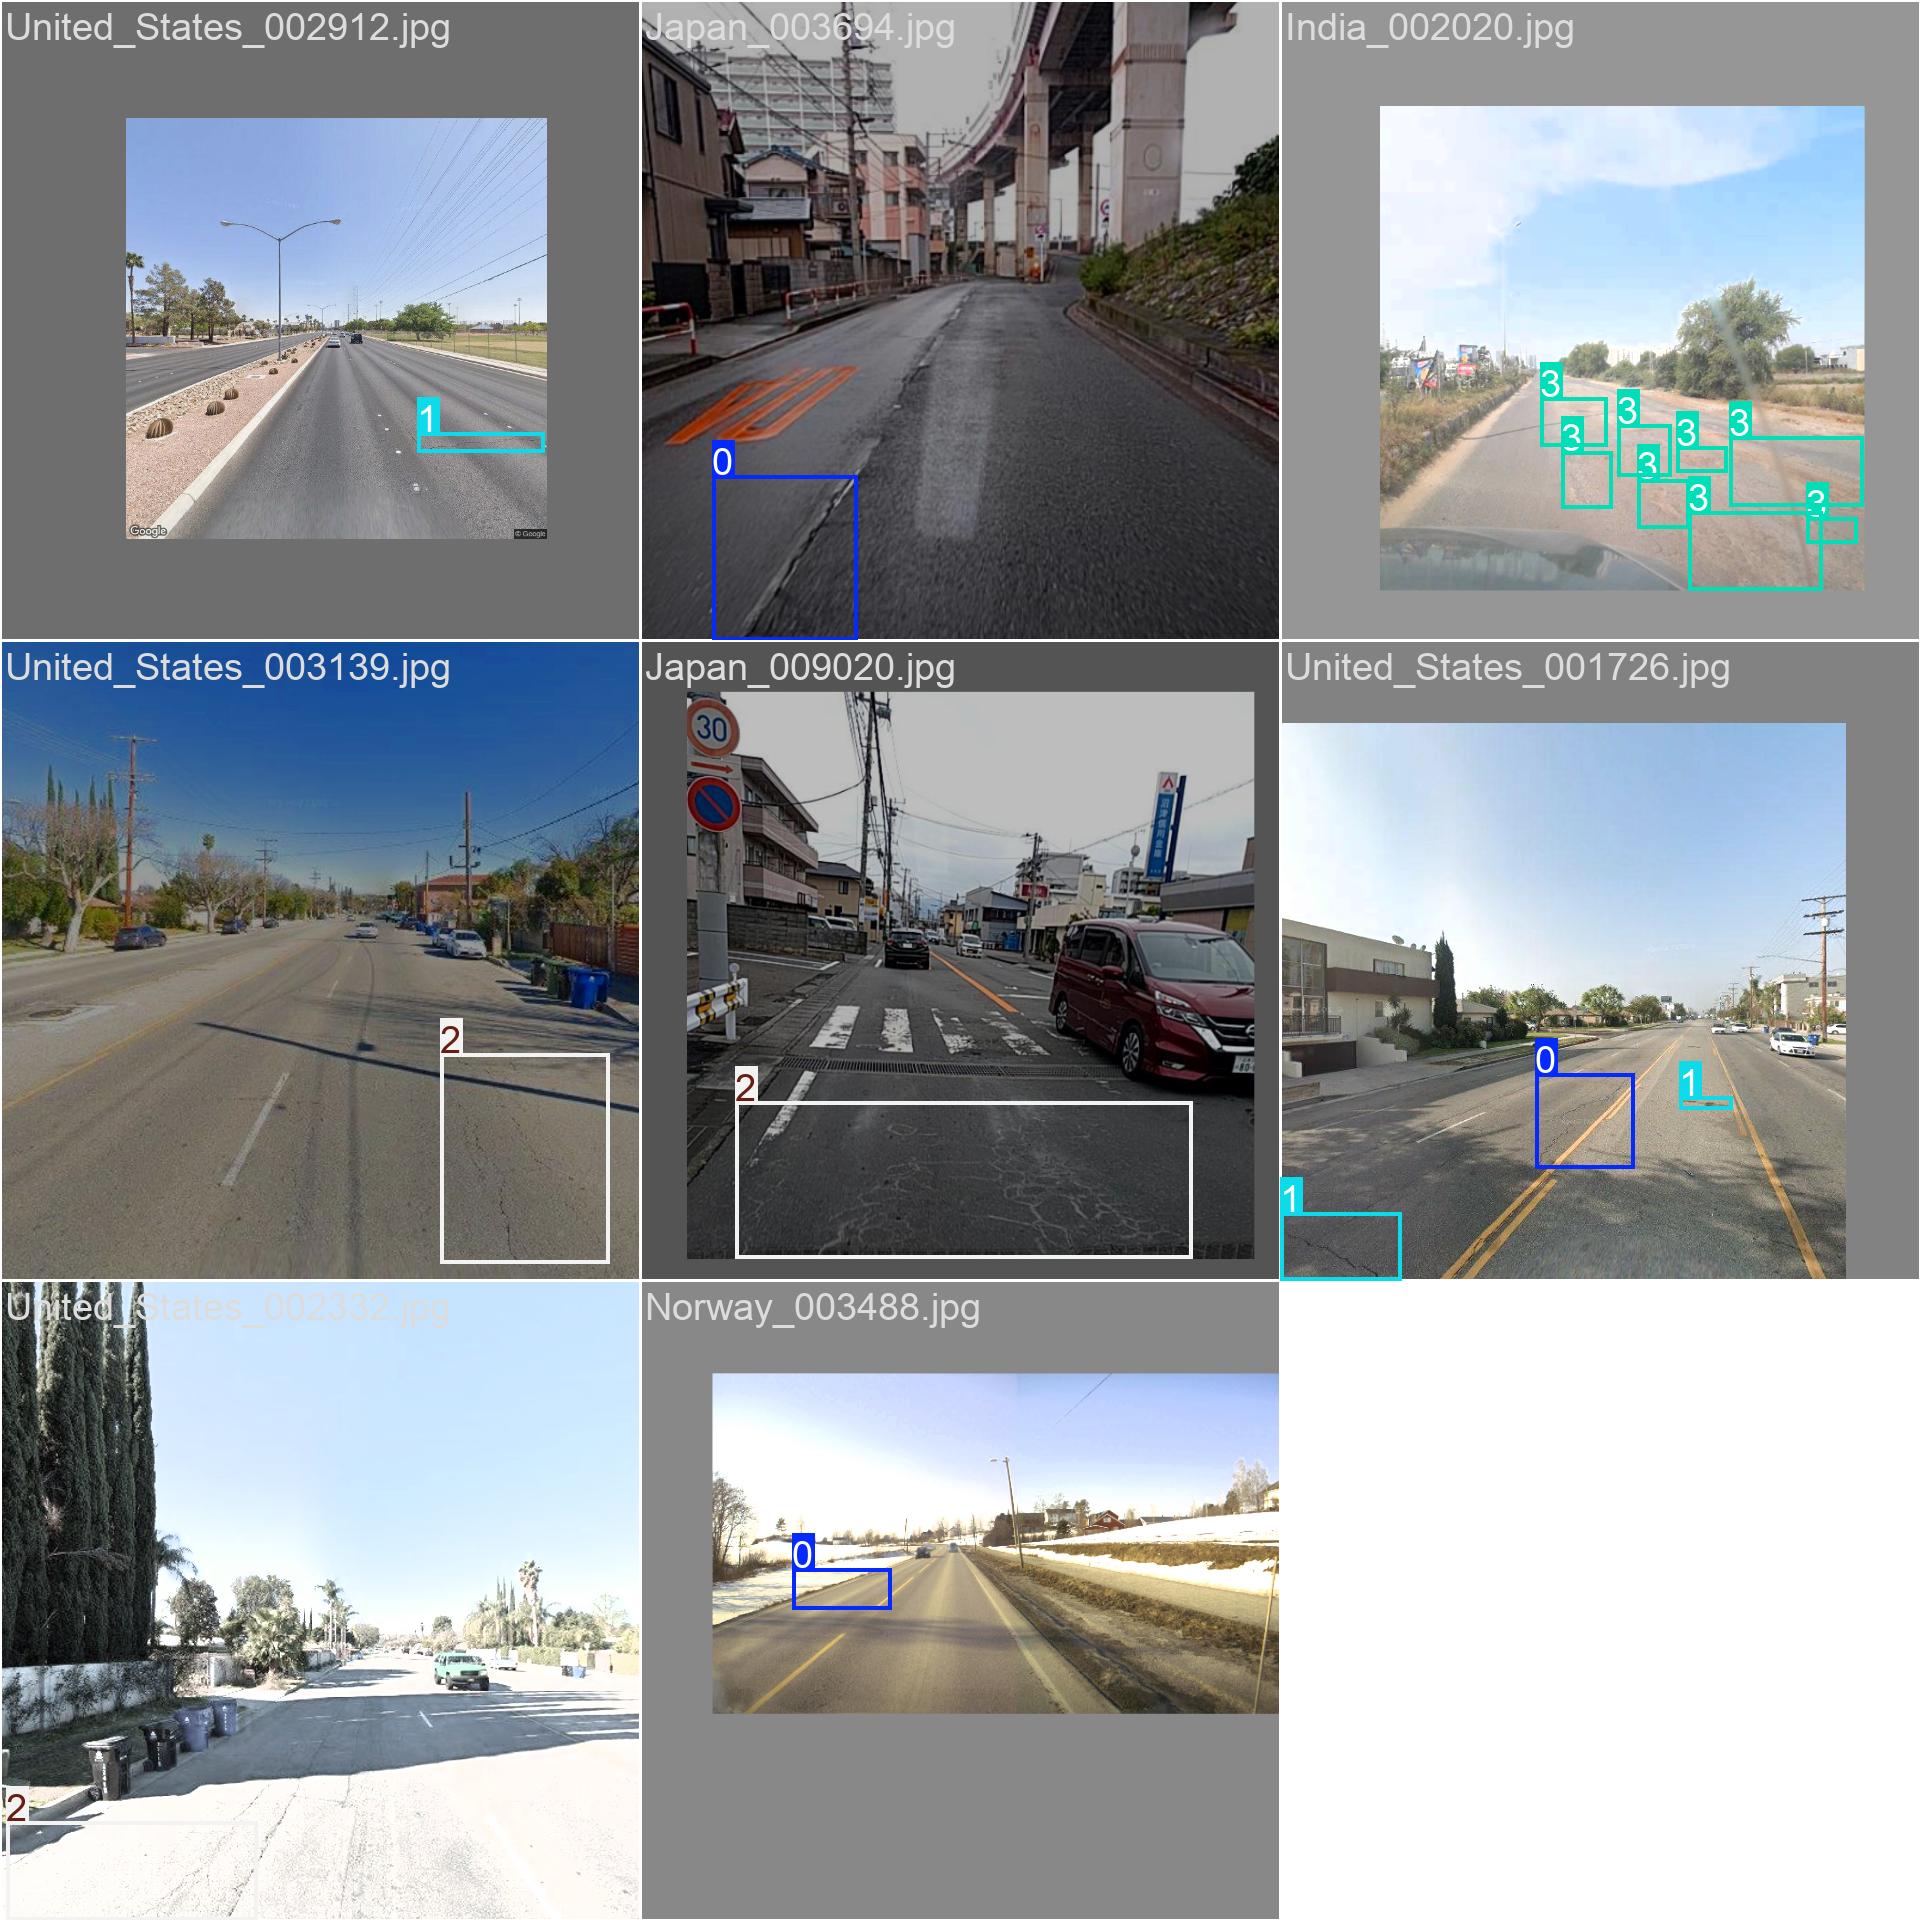 United_States_002912.jpg
Japan_003694.jpg
India_002020.jpg
1
Google
© Google
0
3
3
3
3
3
3
3
3
United_States_003139.jpg
Japan_009020.jpg
United_States_001726.jpg
2
30
2
0
1
1
United_States_002332.jpg
Norway_003488.jpg
2
0